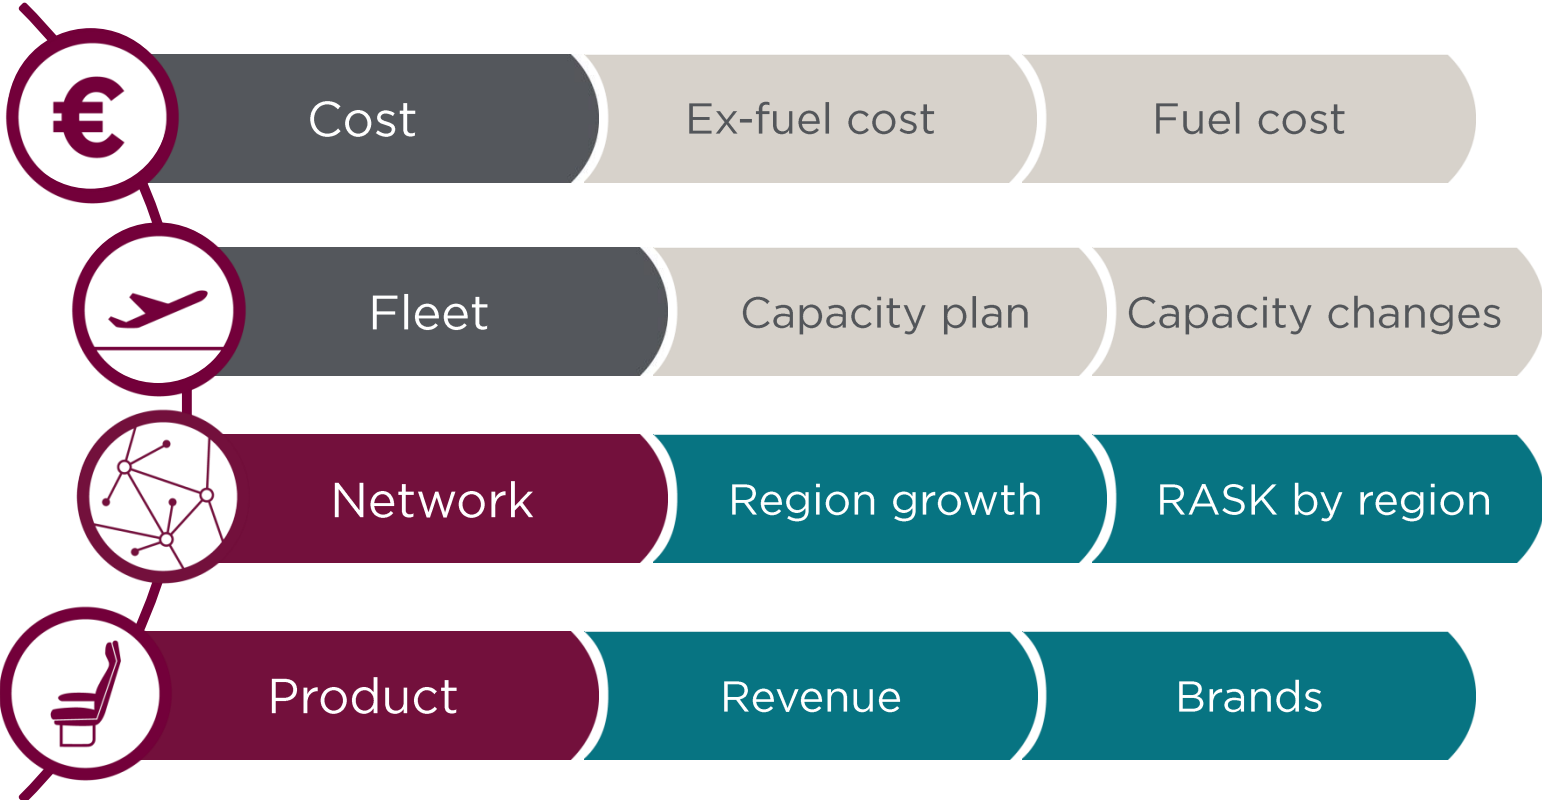 €
Cost
Ex-fuel cost
Fuel cost
Fleet
Capacity plan
Capacity changes
Network
Region growth
RASK by region
Product
Revenue
Brands